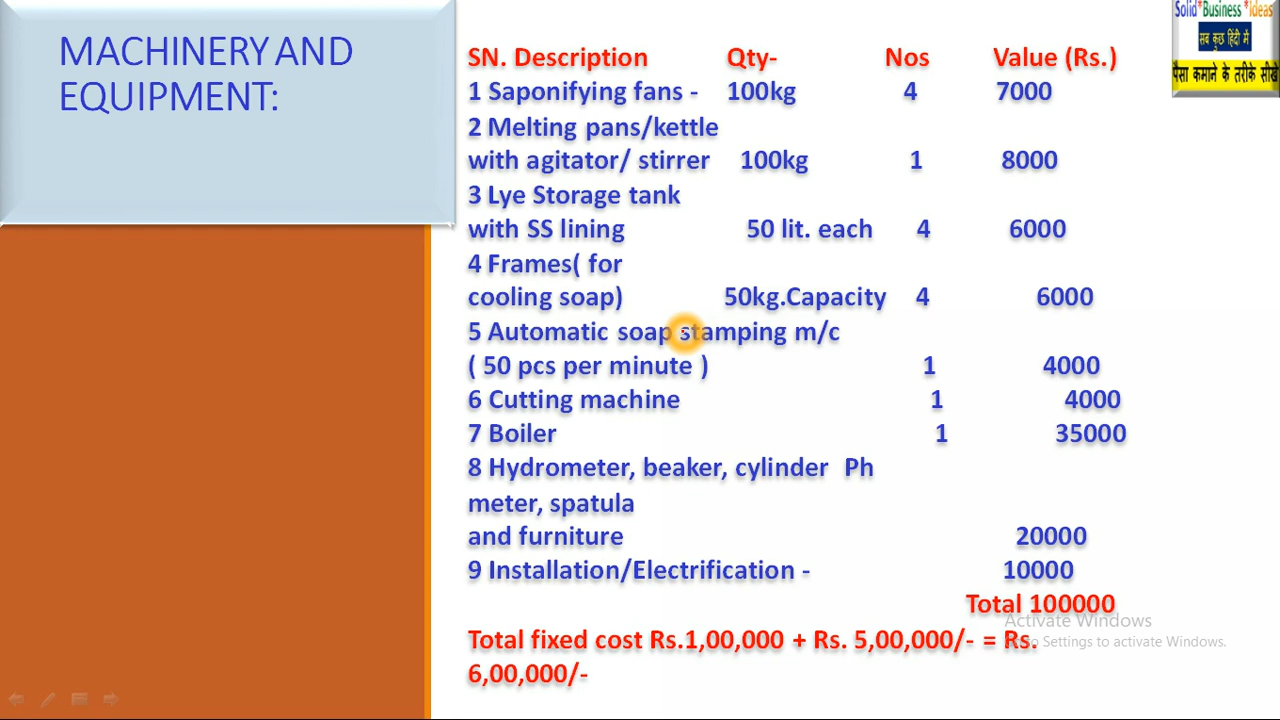 MACHINERY AND
EQUIPMENT:
Solid*Business *Ideas
सब कुछ हिंदी में
पैसा कमाने के तरीके सीखे
SN. Description Qty- Nos Value (Rs.)
1 Saponifying fans - 100kg 4 7000
2 Melting pans/kettle
with agitator/ stirrer 100kg 1 8000
3 Lye Storage tank
with SS lining 50 lit. each 4 6000
4 Frames( for
cooling soap) 50kg.Capacity 4 6000
5 Automatic soap stamping m/c
( 50 pcs per minute ) 1 4000
6 Cutting machine 1 4000
7 Boiler 1 35000
8 Hydrometer, beaker, cylinder Ph
meter, spatula
and furniture 20000
9 Installation/Electrification - 10000
Total 100000
Activate Windows
Total fixed cost Rs.1,00,000 + Rs. 5,00,000/- = Rs.
to Settings to activate Windows.
6,00,000/-